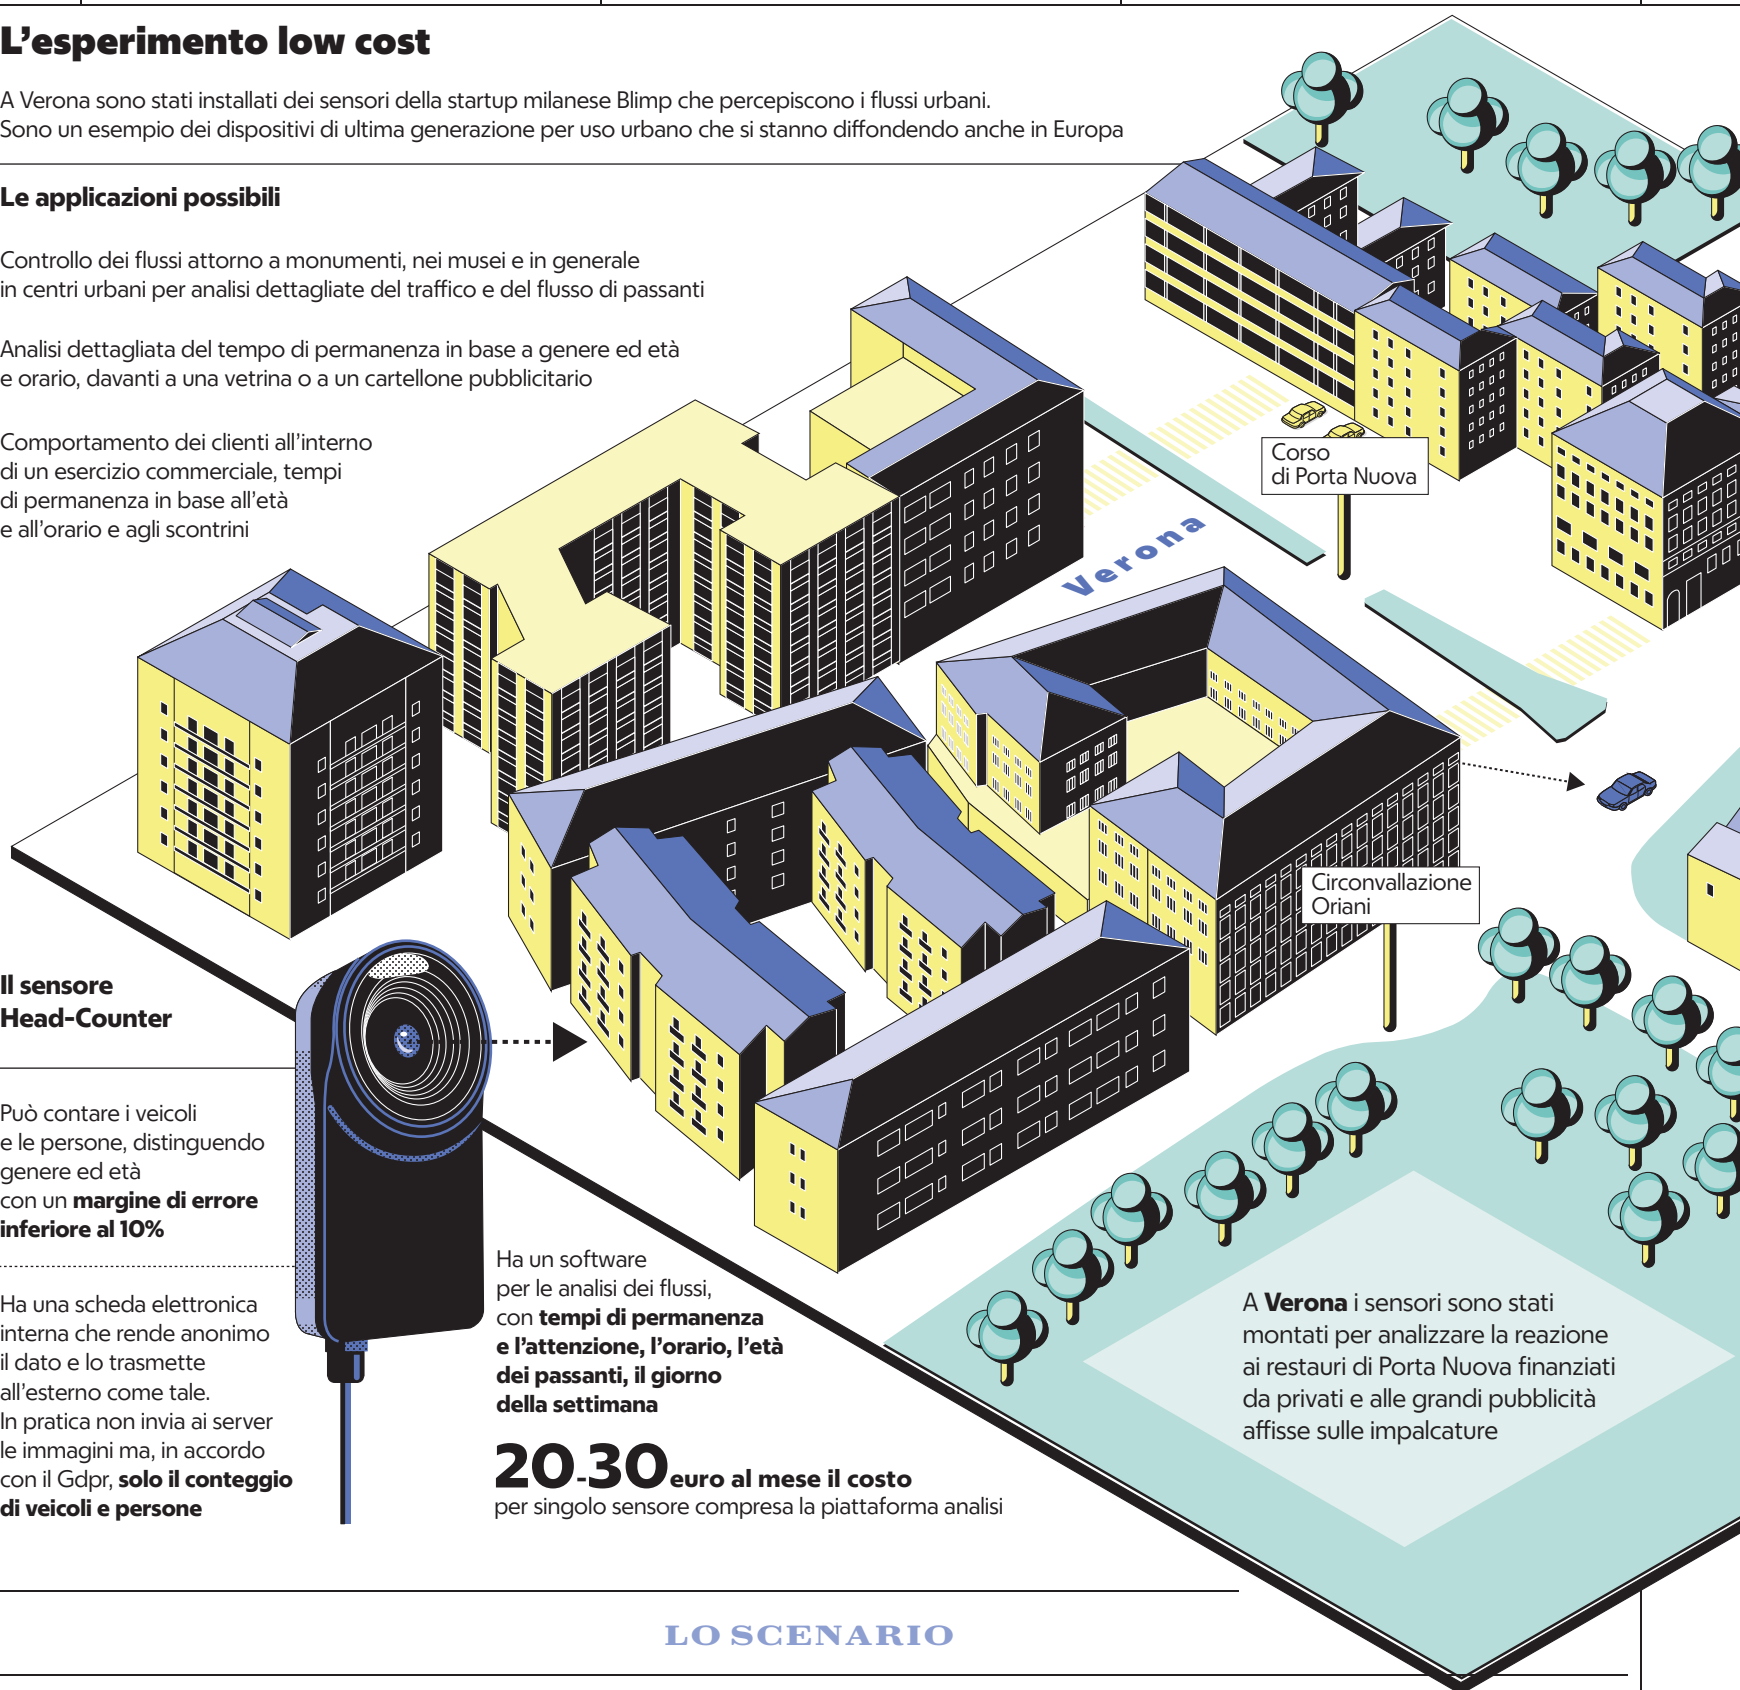 L'esperimento low cost
A Verona sono stati installati dei sensori della startup milanese Blimp che percepiscono i flussi urbani.
Sono un esempio dei dispositivi di ultima generazione per uso urbano che si stanno diffondendo anche in Europa
Le applicazioni possibili
Controllo dei flussi attorno a monumenti, nei musei e in generale
in centri urbani per analisi dettagliate del traffico e del flusso di passanti
Analisi dettagliata del tempo di permanenza in base a genere ed età
e orario, davanti a una vetrina o a un cartellone pubblicitario
Comportamento dei clienti all'interno
di un esercizio commerciale, tempi
di permanenza in base all'età
e all'orario e agli scontrini
Corso
di Porta Nuova
Verona
Circonvallazione
Oriani
Il sensore
Head-Counter
Può contare i veicoli
e le persone, distinguendo
genere ed età
con un margine di errore
inferiore al 10%
Ha una scheda elettronica
interna che rende anonimo
il dato e lo trasmette
all'esterno come tale.
In pratica non invia ai server
le immagini ma, in accordo
con il Gdpr, solo il conteggio
di veicoli e persone
Ha un software
per le analisi dei flussi,
con tempi di permanenza
e l'attenzione, l'orario, l'età
dei passanti, il giorno
della settimana
20-30 euro al mese il costo
per singolo sensore compresa la piattaforma analisi
A Verona i sensori sono stati
montati per analizzare la reazione
ai restauri di Porta Nuova finanziati
da privati e alle grandi pubblicità
affisse sulle impalcature
LO SCENARIO